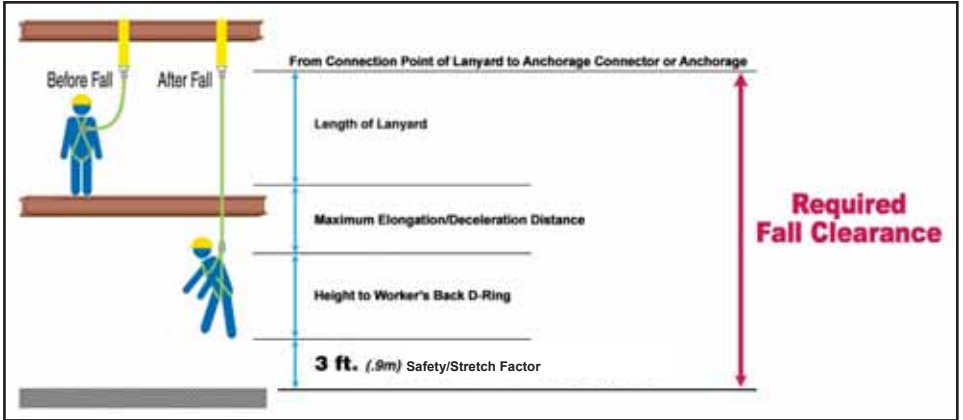 From Connection Point of Lanyard to Anchorage Connector or Anchorage
Before Fall
After Fall
Length of Lanyard
Maximum Elongation/Deceleration Distance
Required
Fall Clearance
Height to Worker's Back D-Ring
3 ft. (.9m) Safety/Stretch Factor